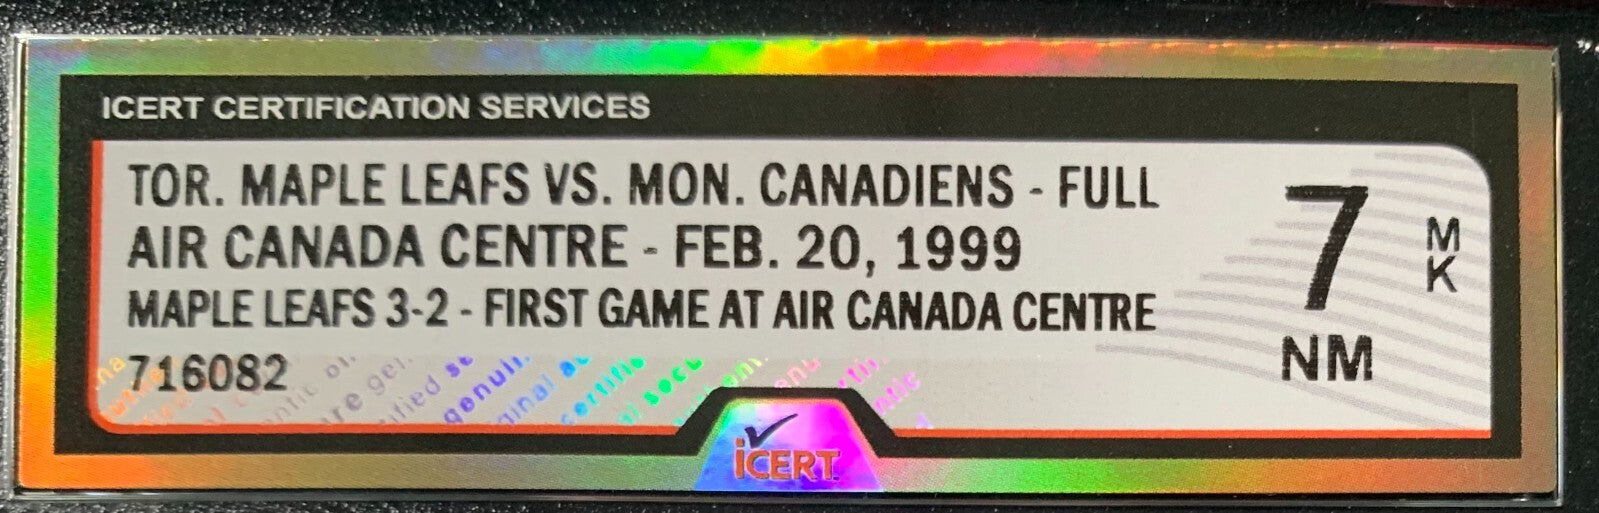 ICERT CERTIFICATION SERVICES
TOR. MAPLE LEAFS VS. MON. CANADIENS - FULL
AIR CANADA CENTRE - FEB. 20, 1999
MAPLE LEAFS 3-2 - FIRST GAME AT AIR CANADA CENTRE
716082
7
NM
M
K
iCERT